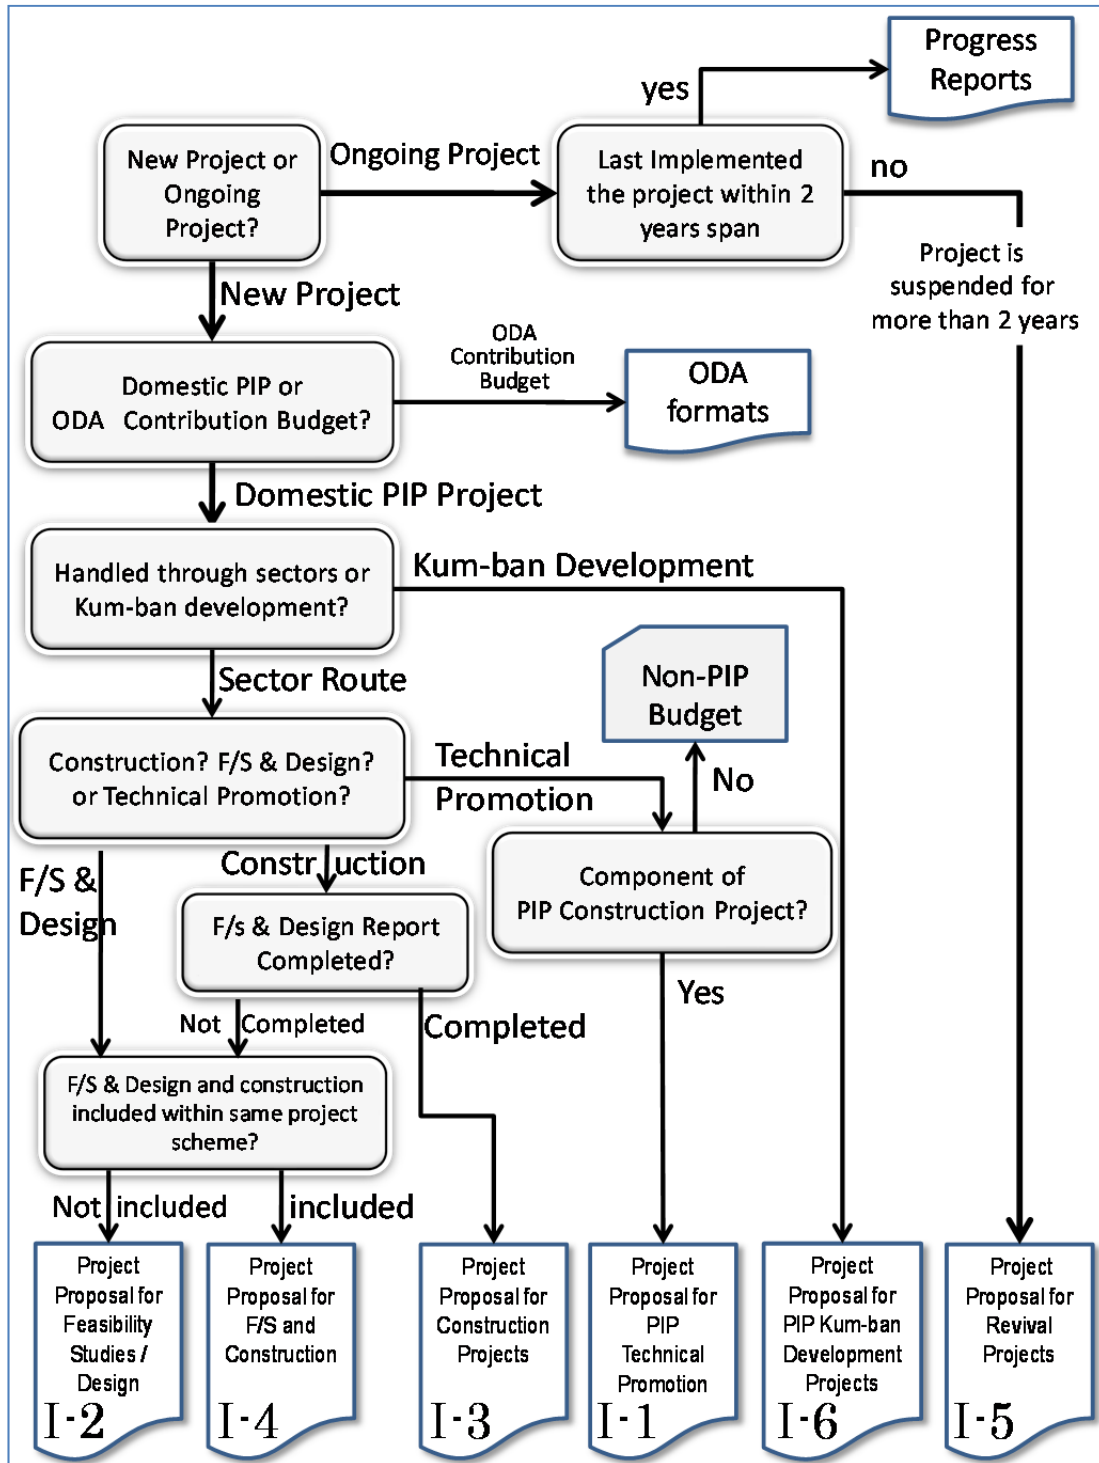 Progress
Reports
yes
New Project or
Ongoing
Project?
Ongoing Project
Last Implemented
the project within 2
years span
no
Project is
suspended for
more than 2 years
New Project
Domestic PIP or
ODA Contribution Budget?
ODA
Contribution
Budget
ODA
formats
Domestic PIP Project
Handled through sectors or
Kum-ban development?
Kum-ban Development
Sector Route
Non-PIP
Budget
No
Construction? F/S & Design?
or Technical Promotion?
Technical
Promotion
F/S &
Design
Construction
Component of
PIP Construction Project?
F/s & Design Report
Completed?
Yes
Not Completed
Completed
F/S & Design and construction
included within same project
scheme?
Not included
included
Project
Proposal for
Feasibility
Studies /
Design
I-2
Project
Proposal for
F/S and
Construction
I-4
Project
Proposal for
Construction
Projects
I-3
Project
Proposal for
PIP
Technical
Promotion
I-1
Project
Proposal for
PIP Kum-ban
Development
Projects
I-6
Project
Proposal for
Revival
Projects
I-5